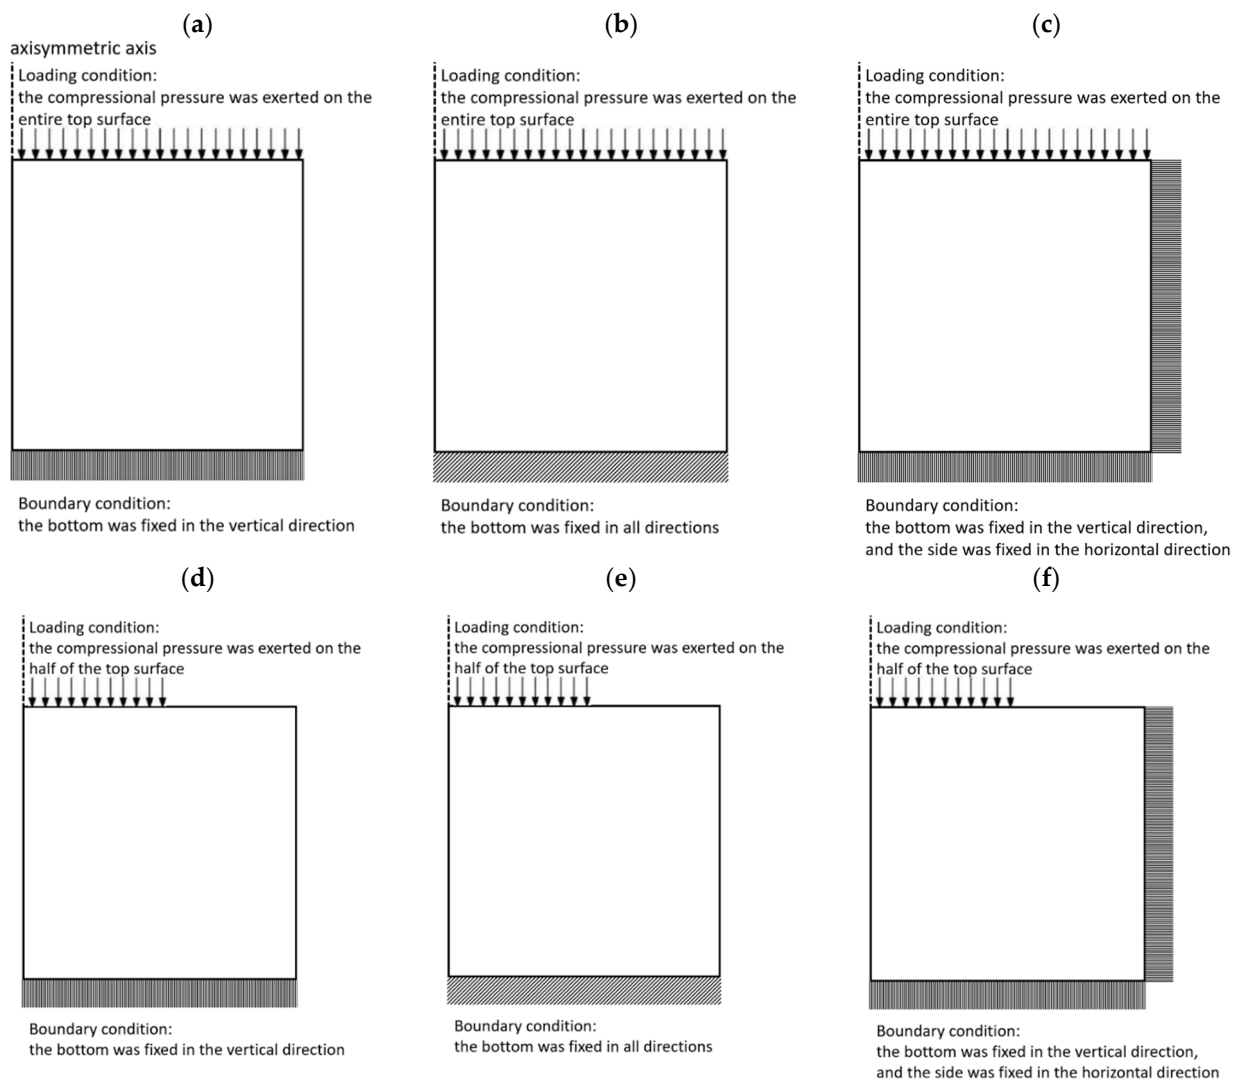 (a)
axisymmetric axis
Loading condition:
the compressional pressure was exerted on the
entire top surface
Boundary condition:
the bottom was fixed in the vertical direction
(b)
Loading condition:
the compressional pressure was exerted on the
entire top surface
Boundary condition:
the bottom was fixed in all directions
(c)
Loading condition:
the compressional pressure was exerted on the
entire top surface
Boundary condition:
the bottom was fixed in the vertical direction,
and the side was fixed in the horizontal direction
(d)
Loading condition:
the compressional pressure was exerted on the
half of the top surface
Boundary condition:
the bottom was fixed in the vertical direction
(e)
Loading condition:
the compressional pressure was exerted on the
half of the top surface
Boundary condition:
the bottom was fixed in all directions
(f)
Loading condition:
the compressional pressure was exerted on the
half of the top surface
Boundary condition:
the bottom was fixed in the vertical direction,
and the side was fixed in the horizontal direction